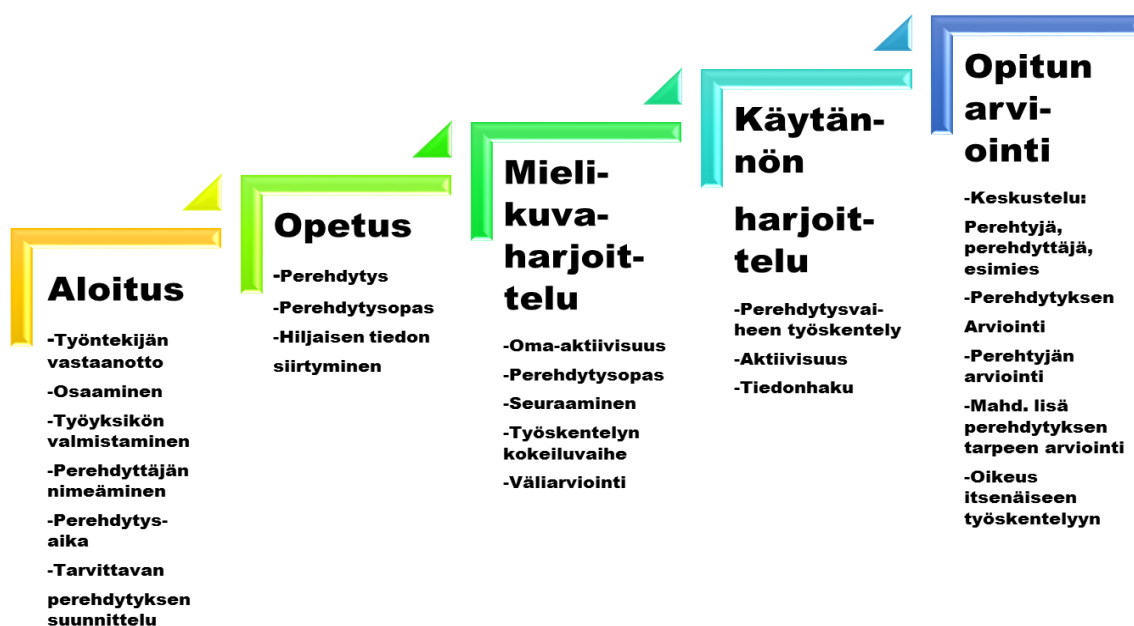 Aloitus
-Työntekijän
vastaanotto
-Osaaminen
-Työyksikön
valmistaminen
-Perehdyttäjän
nimeäminen
-Perehdytys-
aika
-Tarvittavan
perehdytyksen
suunnittelu
Opetus
-Perehdytys
-Perehdytysopas
-Hiljaisen tiedon
siirtyminen
Mieli-
kuva-
harjoit-
telu
-Oma-aktiivisuus
-Perehdytysopas
-Seuraaminen
-Työskentelyn
kokeiluvaihe
-Väliarviointi
Käytän-
nön
harjoit-
telu
-Perehdytysvai-
heen työskentely
-Aktiivisuus
-Tiedonhaku
Opitun
arvi-
ointi
-Keskustelu:
Perehtyjä,
perehdyttäjä,
esimies
-Perehdytyksen
Arviointi
-Perehtyjän
arviointi
-Mahd. lisä
perehdytyksen
tarpeen arviointi
-Oikeus
itsenäiseen
työskentelyyn